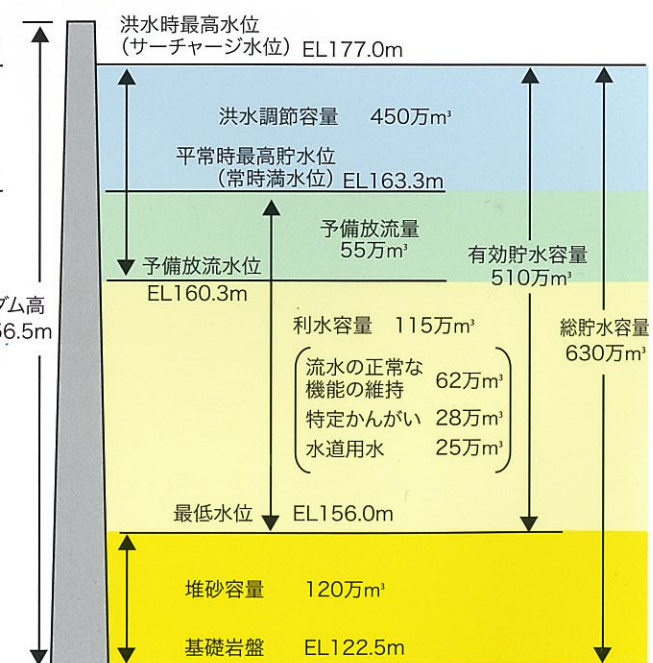 洪水時最高水位
（サーチャージ水位） EL177.0m
洪水調節容量 450万m³
平常時最高貯水位
（常時満水位） EL163.3m
予備放流量
55万m³
有効貯水容量
510万m³
予備放流水位
EL160.3m
ダム高
56.5m
利水容量 115万m³
総貯水容量
630万m³
流水の正常な
機能の維持 62万m³
特定かんがい 28万m³
水道用水 25万m³
最低水位 EL156.0m
堆砂容量 120万m³
基礎岩盤 EL122.5m